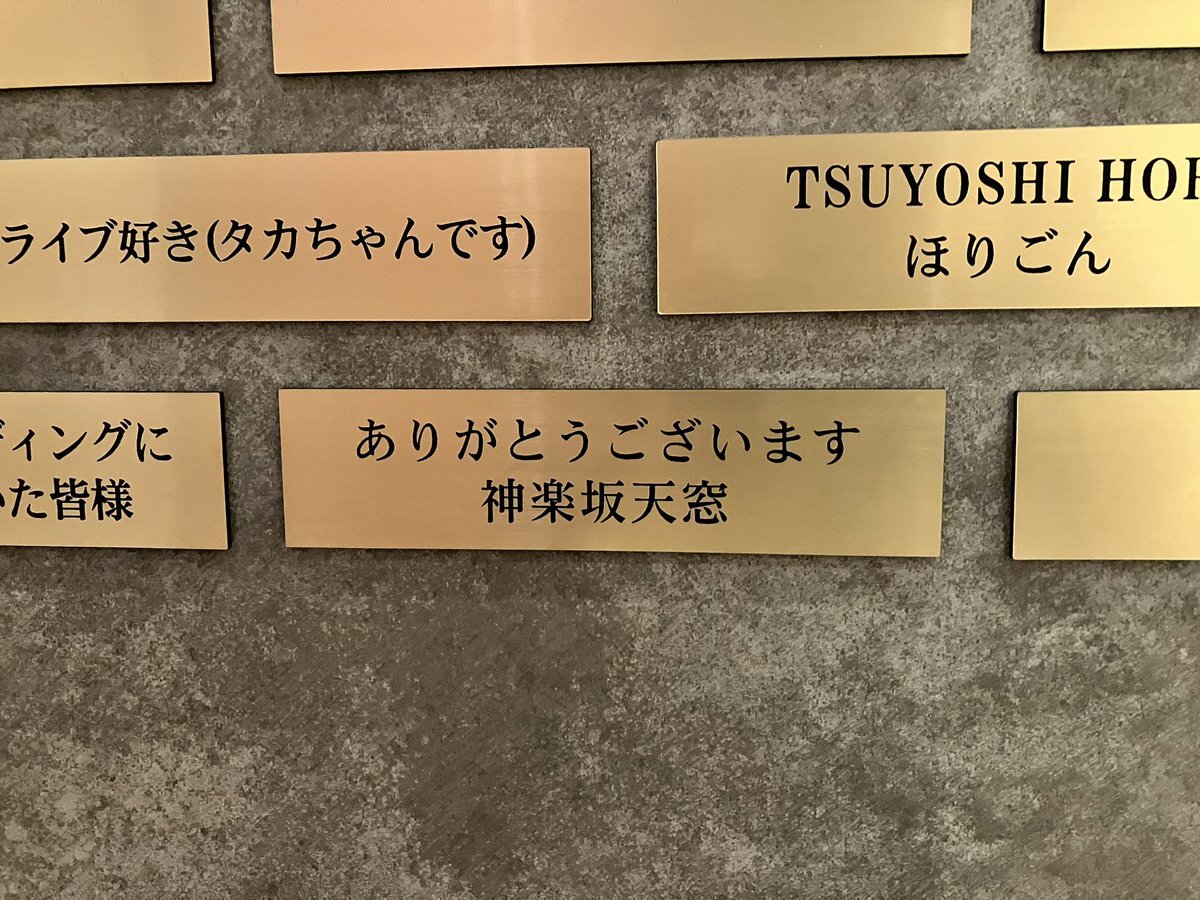 ライブ好き(タカちゃんです)
TSUYOSHI
ほりごん
ディングに
いた皆様
ありがとうございます
神楽坂天窓